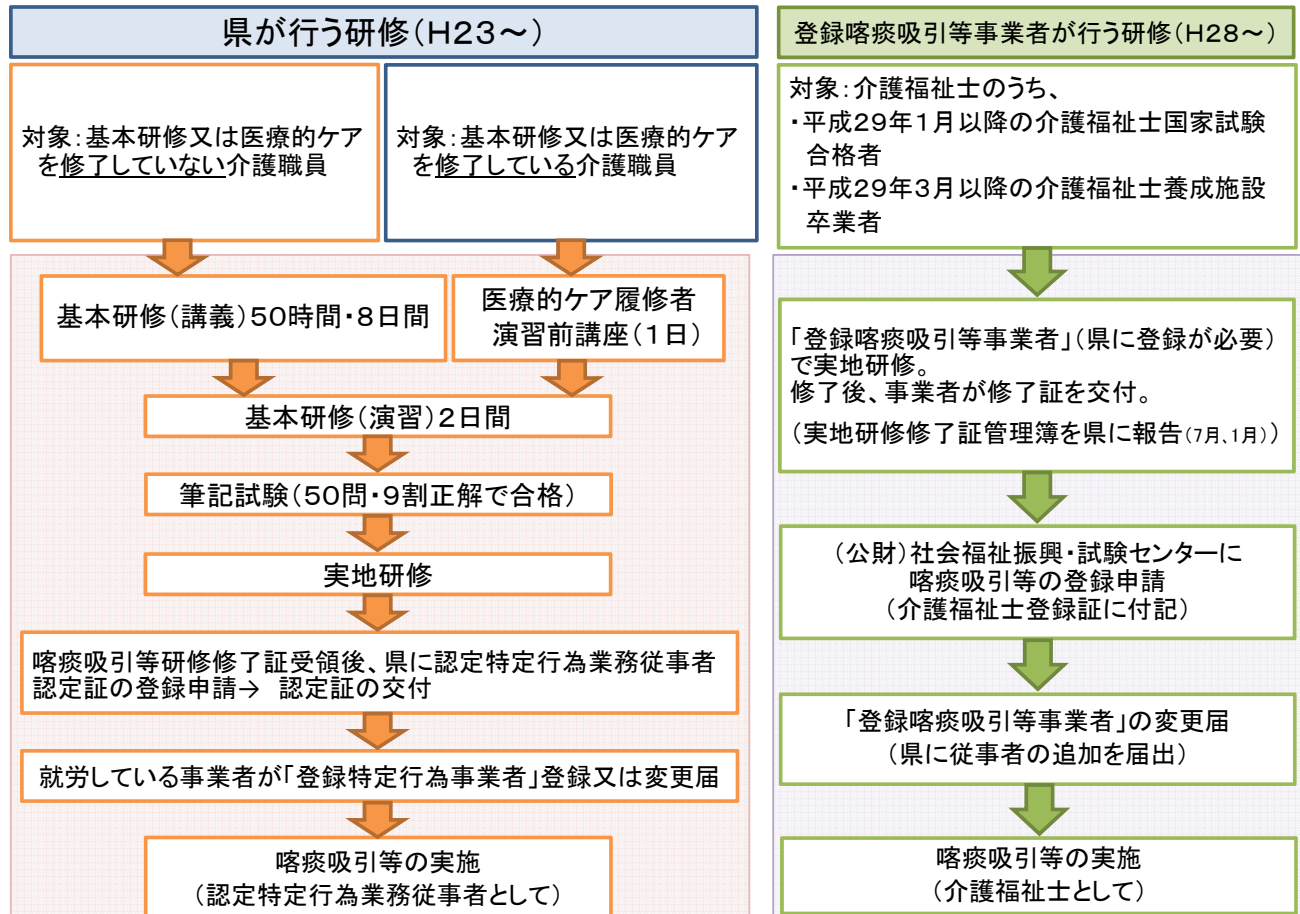 県が行う研修(H23～)
対象:基本研修又は医療的ケア
を修了していない介護職員
対象:基本研修又は医療的ケア
を修了している介護職員
基本研修(講義)50時間・8日間
医療的ケア履修者
演習前講座(1日)
基本研修(演習)2日間
筆記試験(50問・9割正解で合格)
実地研修
喀痰吸引等研修修了証受領後、県に認定特定行為業務従事者
認定証の登録申請→ 認定証の交付
就労している事業者が「登録特定行為事業者」登録又は変更届
喀痰吸引等の実施
(認定特定行為業務従事者として)
登録喀痰吸引等事業者が行う研修(H28～)
対象:介護福祉士のうち、
・平成29年1月以降の介護福祉士国家試験
合格者
・平成29年3月以降の介護福祉士養成施設
卒業者
「登録喀痰吸引等事業者」(県に登録が必要)
で実地研修。
修了後、事業者が修了証を交付。
(実地研修修了証管理簿を県に報告(7月、1月))
(公財)社会福祉振興・試験センターに
喀痰吸引等の登録申請
(介護福祉士登録証に付記)
「登録喀痰吸引等事業者」の変更届
(県に従事者の追加を届出)
喀痰吸引等の実施
(介護福祉士として)